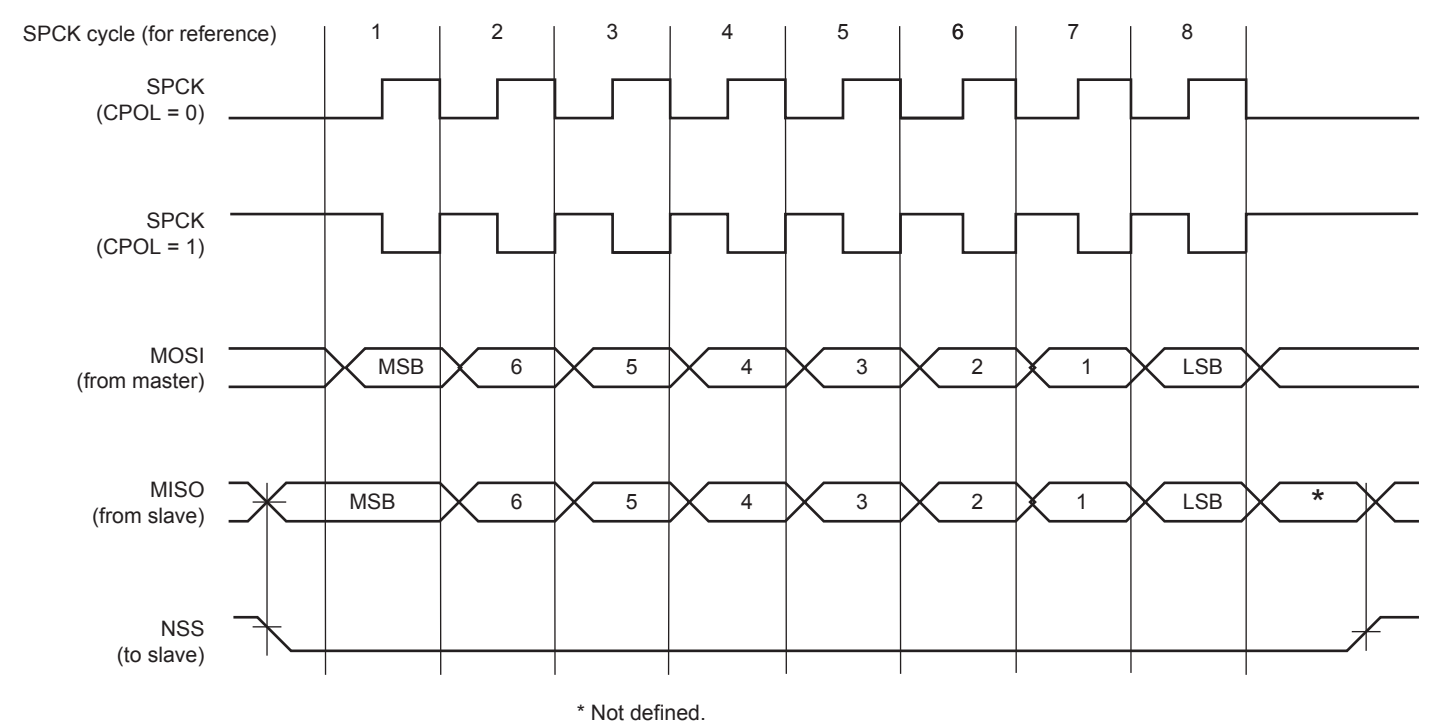 SPCK cycle (for reference) 1 2 3 4 5 6 7 8
SPCK
(CPOL = 0)
SPCK
(CPOL = 1)
MOSI
(from master)
MSB 6 5 4 3 2 1 LSB
MISO
(from slave)
MSB 6 5 4 3 2 1 LSB *
NSS
(to slave)
* Not defined.